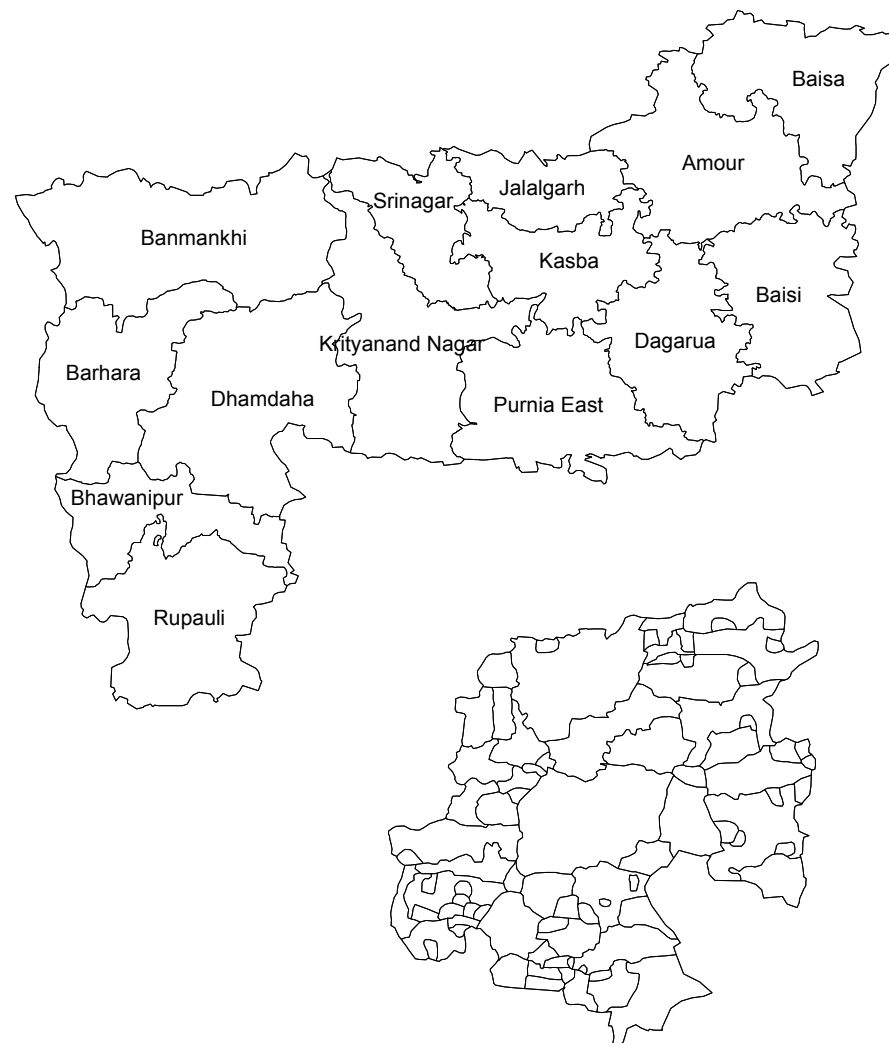 Baisa
Amour
Jalalgarh
Srinagar
Banmankhi
Kasba
Baisi
Krityanand Nagar
Dagarua
Barhara
Dhamdaha
Purnia East
Bhawanipur
Rupauli